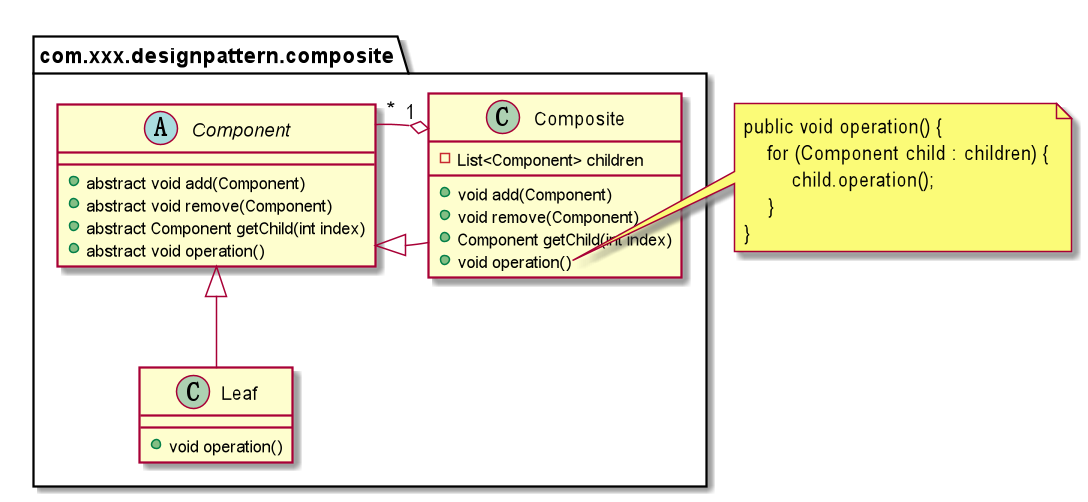 com.xxx.designpattern.composite
A Component
abstract void add(Component)
abstract void remove(Component)
abstract Component getChild(int index)
abstract void operation()
* 1
C Composite
List<Component> children
void add(Component)
void remove(Component)
Component getChild(int index)
void operation()
public void operation() {
for (Component child : children) {
child.operation();
}
}
C Leaf
void operation()